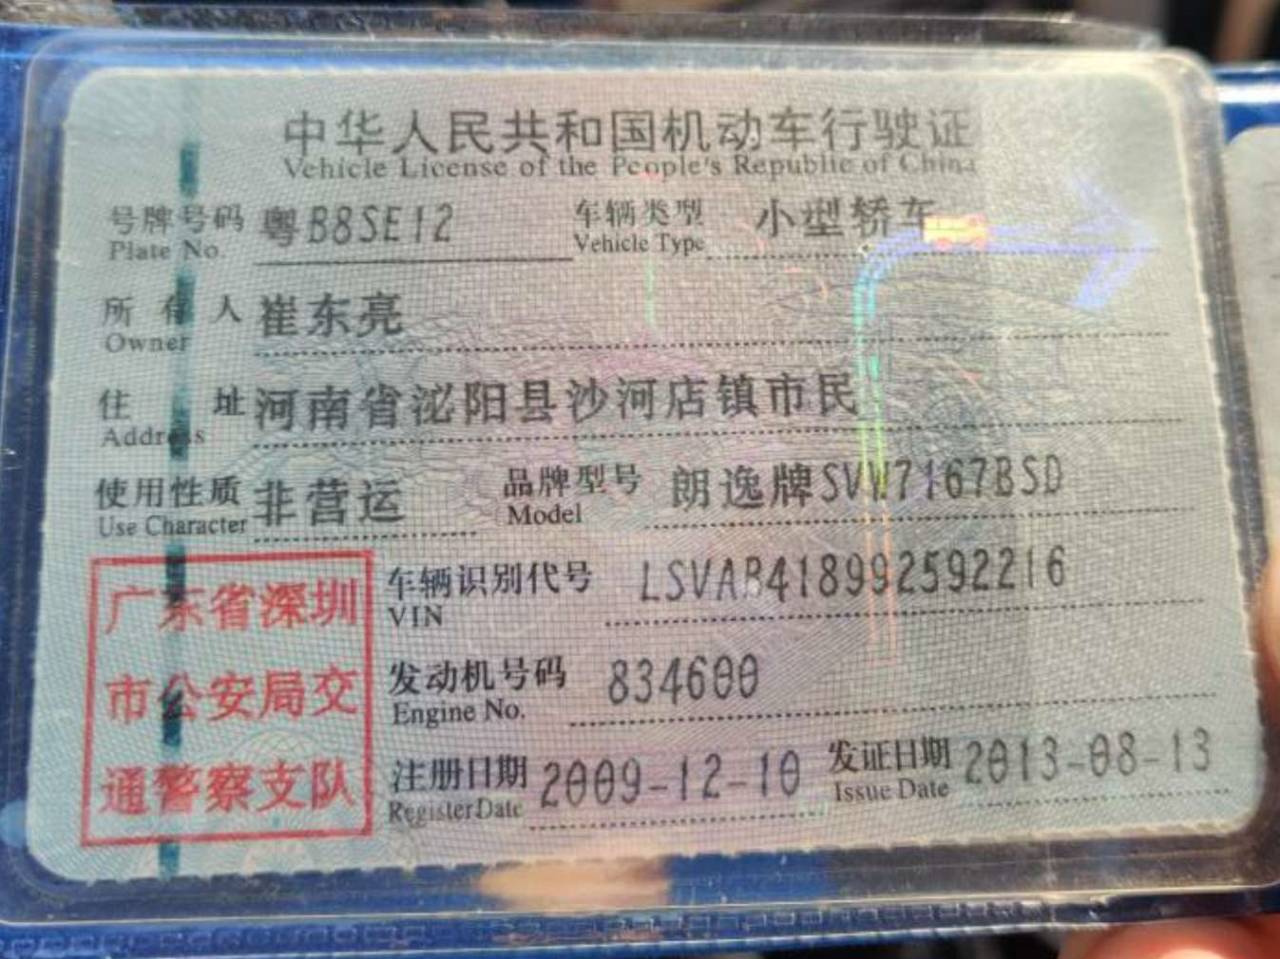 中华人民共和国机动车行驶证
Vehicle License of the People's Republic of China
号牌号码 粤B8SE12 车辆类型 小型轿车
Plate No. Vehicle Type
所有人 崔东亮
Owner
住址 河南省泌阳县沙河店镇市民
Address
使用性质 非营运 品牌型号 朗逸牌SVW7167BSD
Use Character Model
车辆识别代号 LSVAB418992592216
VIN
发动机号码 834600
Engine No.
注册日期 2009-12-10 发证日期 2013-08-13
Register Date Issue Date
广东省深圳
市公安局交
通警察支队